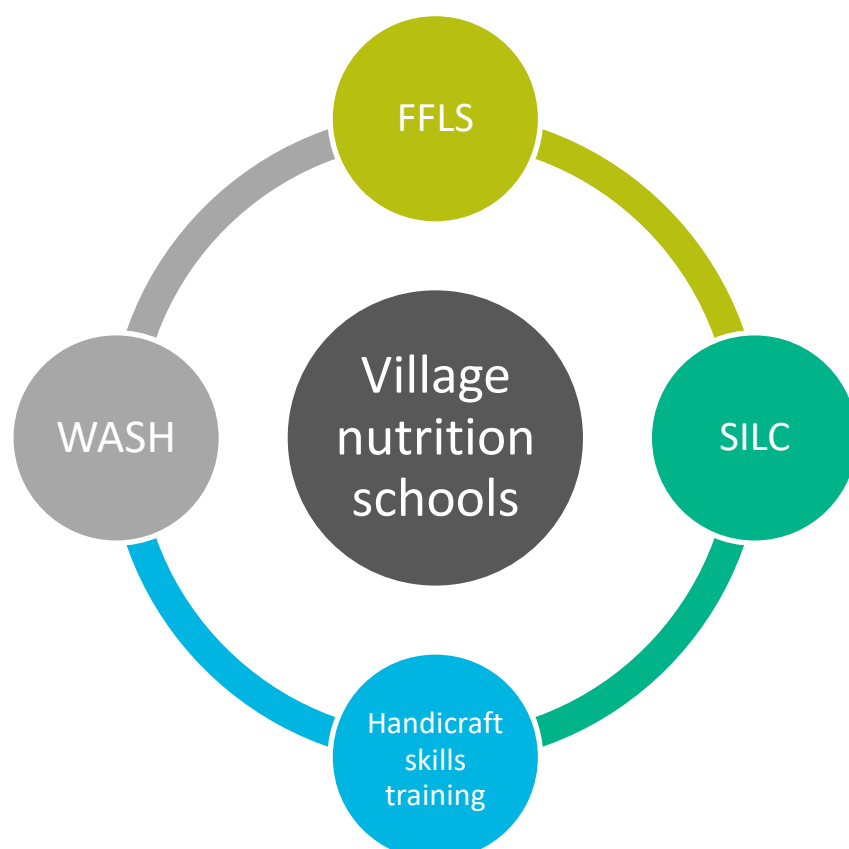 FFLS
WASH
Village
nutrition
schools
SILC
Handicraft
skills
training